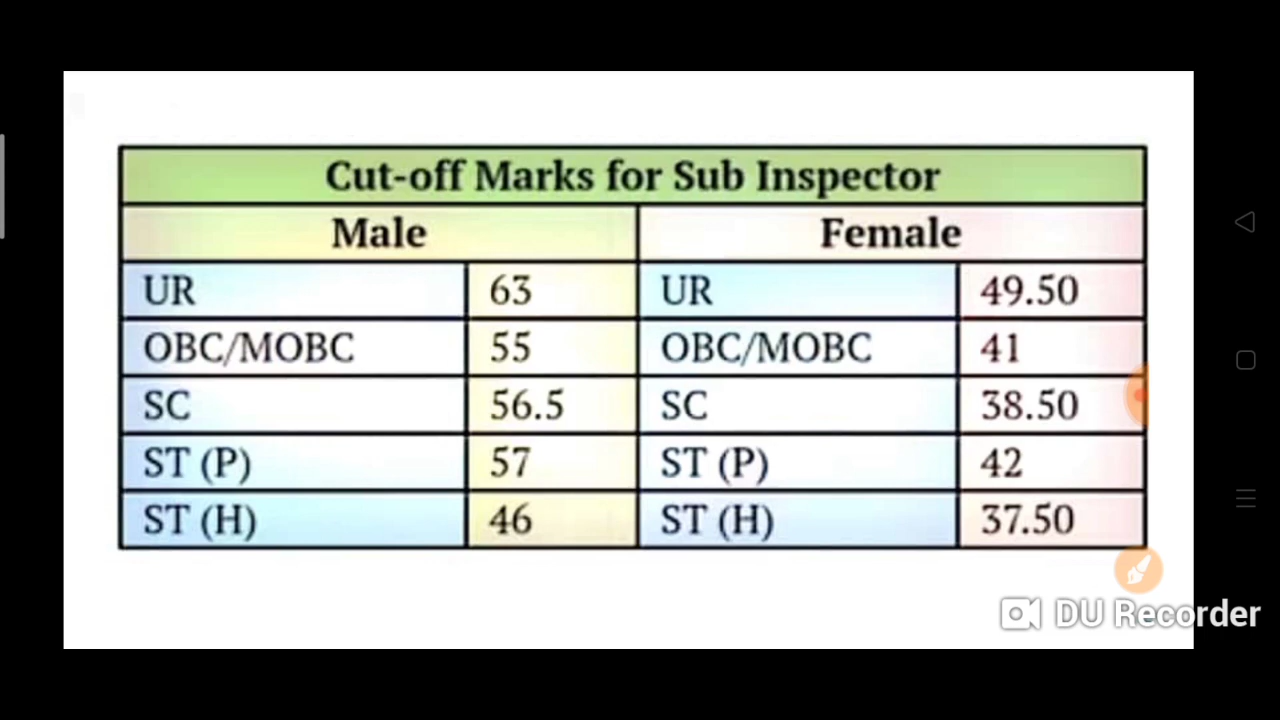 Cut-off Marks for Sub Inspector
Male Female
UR 63 UR 49.50
OBC/MOBC 55 OBC/MOBC 41
SC 56.5 SC 38.50
ST (P) 57 ST (P) 42
ST (H) 46 ST (H) 37.50
DU Recorder